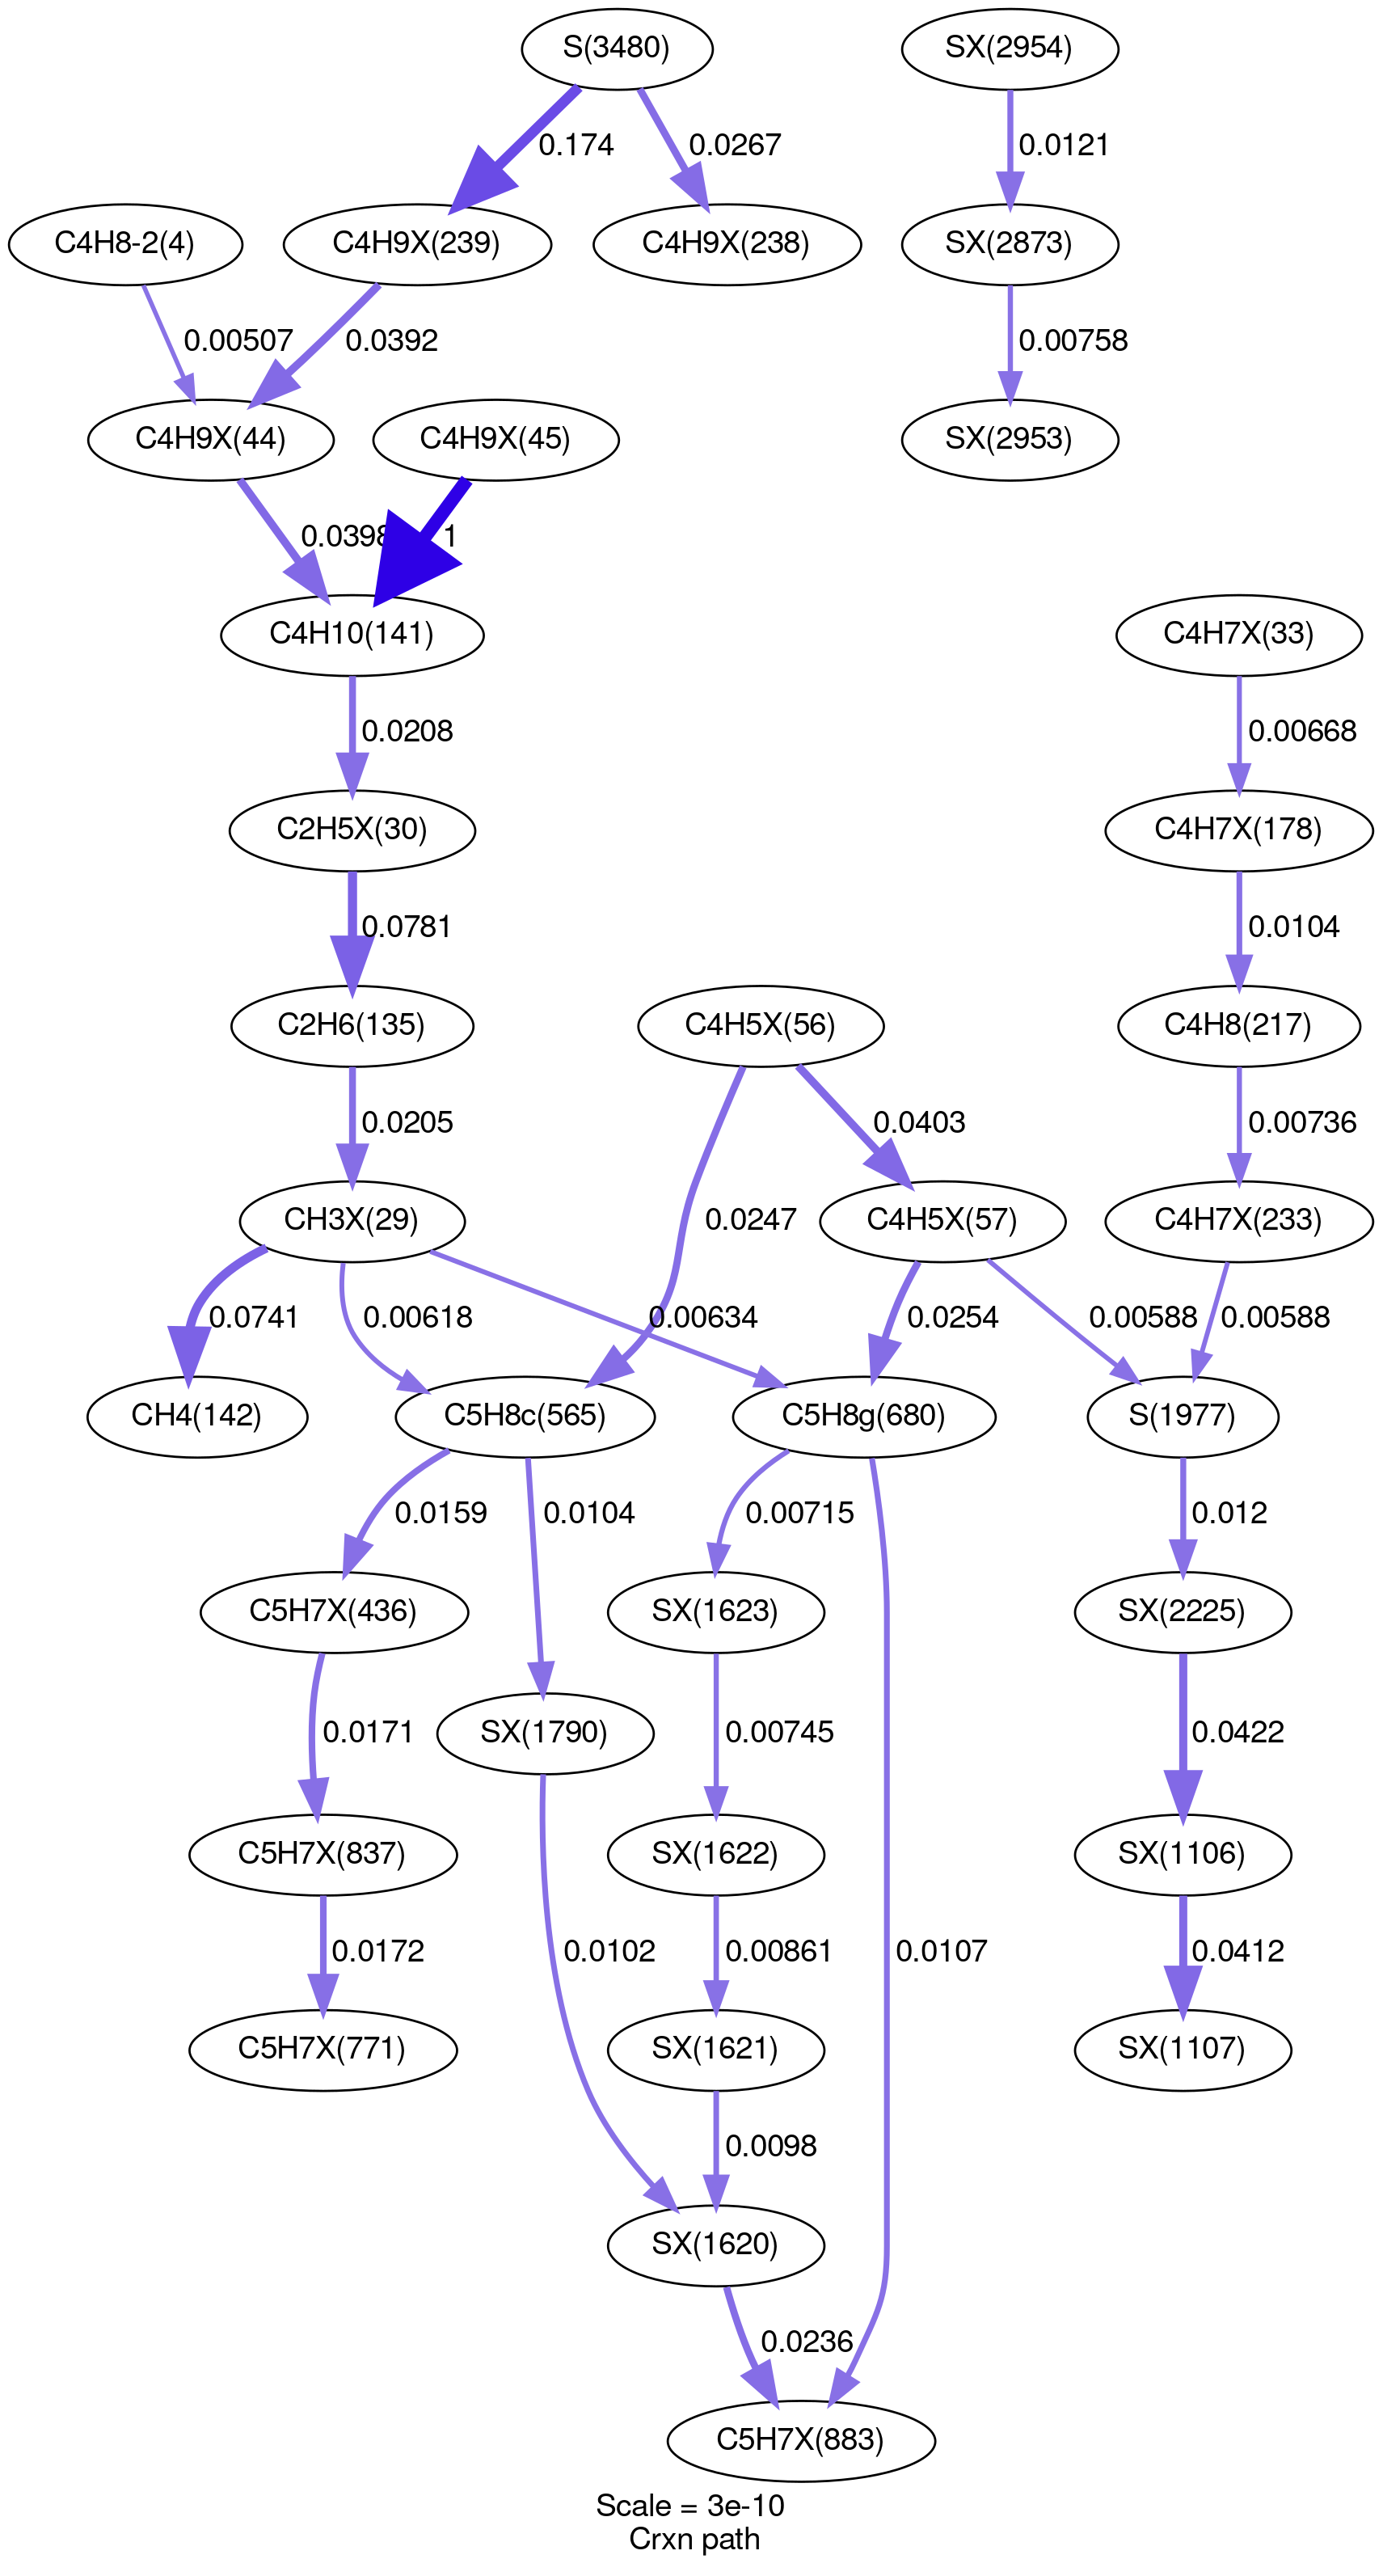 S(3480)
SX(2954)
0.174
0.0267
0.0121
C4H8-2(4)
C4H9X(239)
C4H9X(238)
SX(2873)
0.00507
0.0392
0.00758
C4H9X(44)
C4H9X(45)
SX(2953)
0.0398
1
C4H10(141)
C4H7X(33)
0.0208
0.00668
C2H5X(30)
C4H7X(178)
0.0781
0.0104
C2H6(135)
C4H5X(56)
C4H8(217)
0.0205
0.0403
0.00736
CH3X(29)
0.0247
C4H5X(57)
C4H7X(233)
0.0741
0.00618
0.00634
0.0254
0.00588
0.00588
CH4(142)
C5H8c(565)
C5H8g(680)
S(1977)
0.0159
0.0104
0.00715
0.012
C5H7X(436)
SX(1623)
SX(2225)
0.0171
SX(1790)
0.00745
0.0422
C5H7X(837)
SX(1622)
SX(1106)
0.0172
0.0102
0.00861
0.0107
0.0412
C5H7X(771)
SX(1621)
SX(1107)
0.0098
SX(1620)
0.0236
C5H7X(883)
Scale = 3e-10
Crxn path